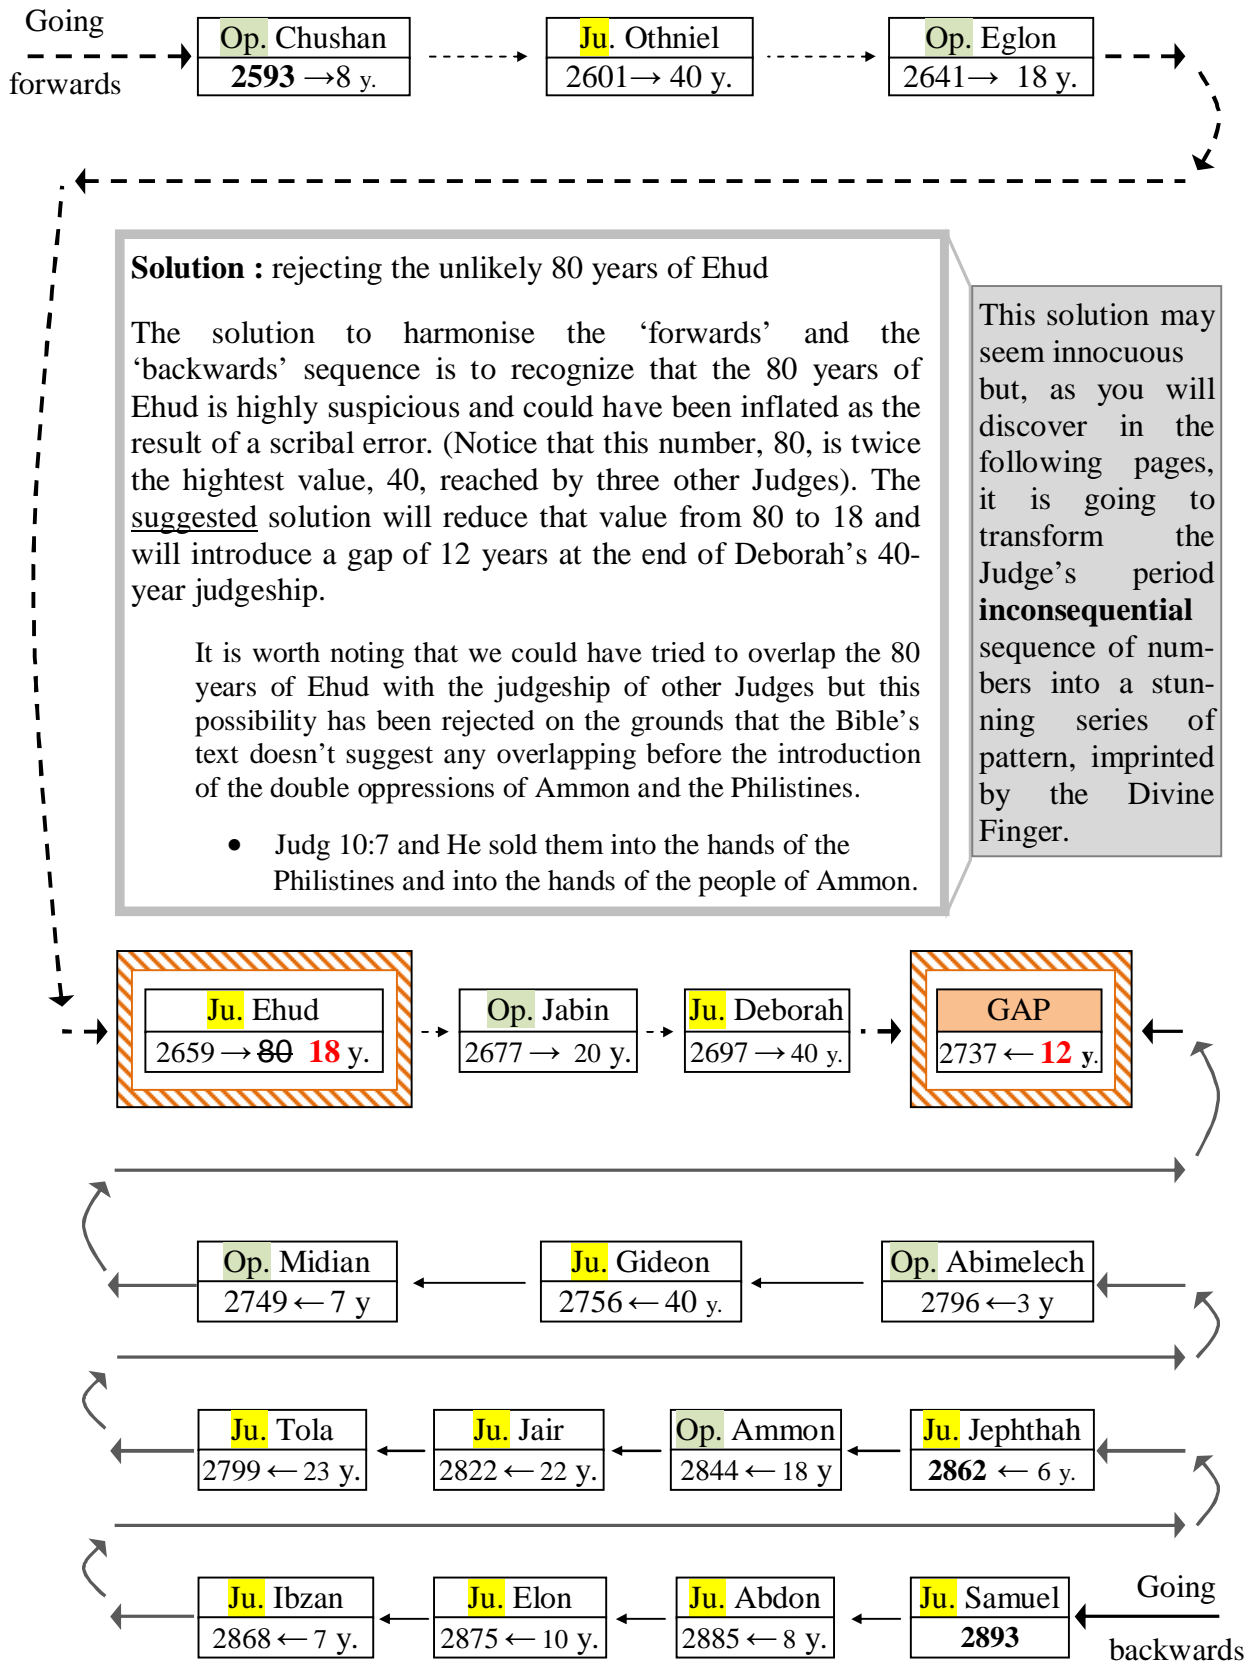 Going
forwards
Op. Chushan
2593 →8 y.
Ju. Othniel
2601→ 40 y.
Op. Eglon
2641→ 18 y.
Solution : rejecting the unlikely 80 years of Ehud
The solution to harmonise the ‘forwards’ and the
‘backwards’ sequence is to recognize that the 80 years of
Ehud is highly suspicious and could have been inflated as the
result of a scribal error. (Notice that this number, 80, is twice
the hightest value, 40, reached by three other Judges). The
suggested solution will reduce that value from 80 to 18 and
will introduce a gap of 12 years at the end of Deborah’s 40-
year judgeship.
It is worth noting that we could have tried to overlap the 80
years of Ehud with the judgeship of other Judges but this
possibility has been rejected on the grounds that the Bible’s
text doesn’t suggest any overlapping before the introduction
of the double oppressions of Ammon and the Philistines.
• Judg 10:7 and He sold them into the hands of the
Philistines and into the hands of the people of Ammon.
This solution may
seem innocuous
but, as you will
discover in the
following pages,
it is going to
transform the
Judge’s period
inconsequential
sequence of num-
bers into a stun-
ning series of
pattern, imprinted
by the Divine
Finger.
Ju. Ehud
2659 → 80 18 y.
Op. Jabin
2677 → 20 y.
Ju. Deborah
2697 → 40 y.
GAP
2737 ← 12 y.
Op. Midian
2749 ← 7 y
Ju. Gideon
2756 ← 40 y.
Op. Abimelech
2796 ←3 y
Ju. Tola
2799 ← 23 y.
Ju. Jair
2822 ← 22 y.
Op. Ammon
2844 ← 18 y
Ju. Jephthah
2862 ← 6 y.
Ju. Ibzan
2868 ← 7 y.
Ju. Elon
2875 ← 10 y.
Ju. Abdon
2885 ← 8 y.
Ju. Samuel
2893
Going
backwards